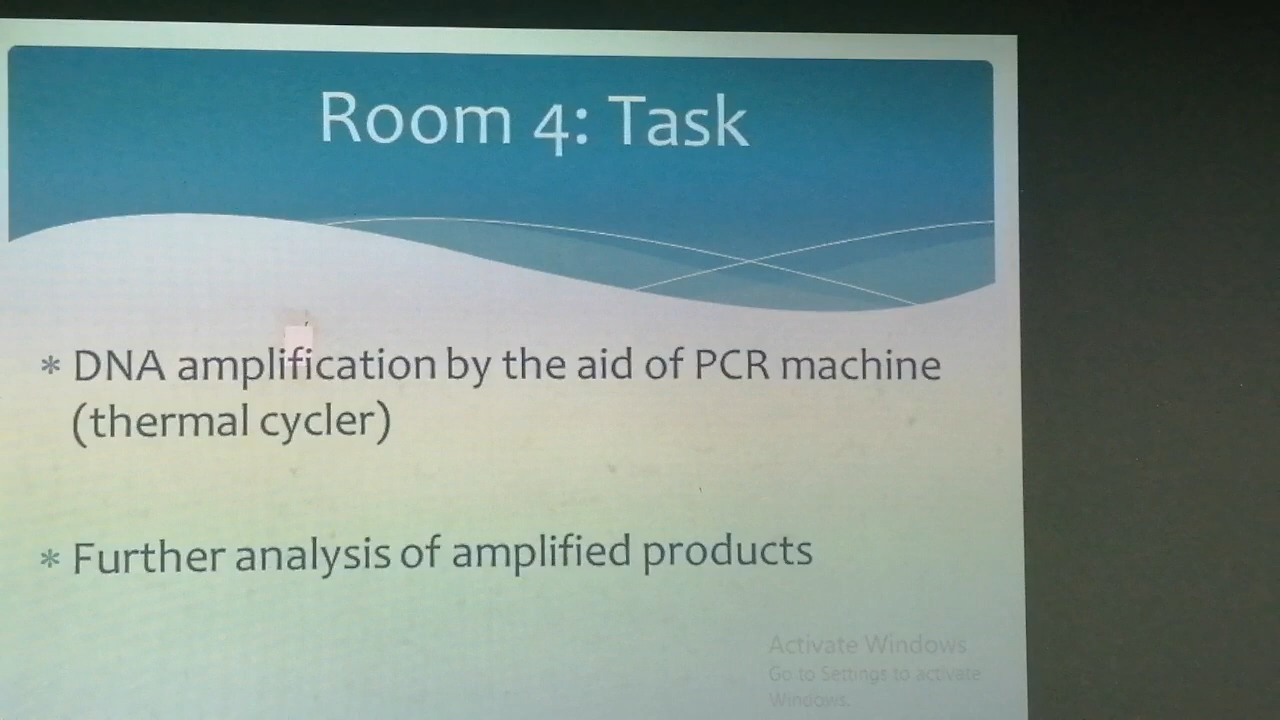 Room 4: Task
* DNA amplification by the aid of PCR machine
(thermal cycler)
* Further analysis of amplified products
Activate Windows
Go to Settings to activate
Windows.